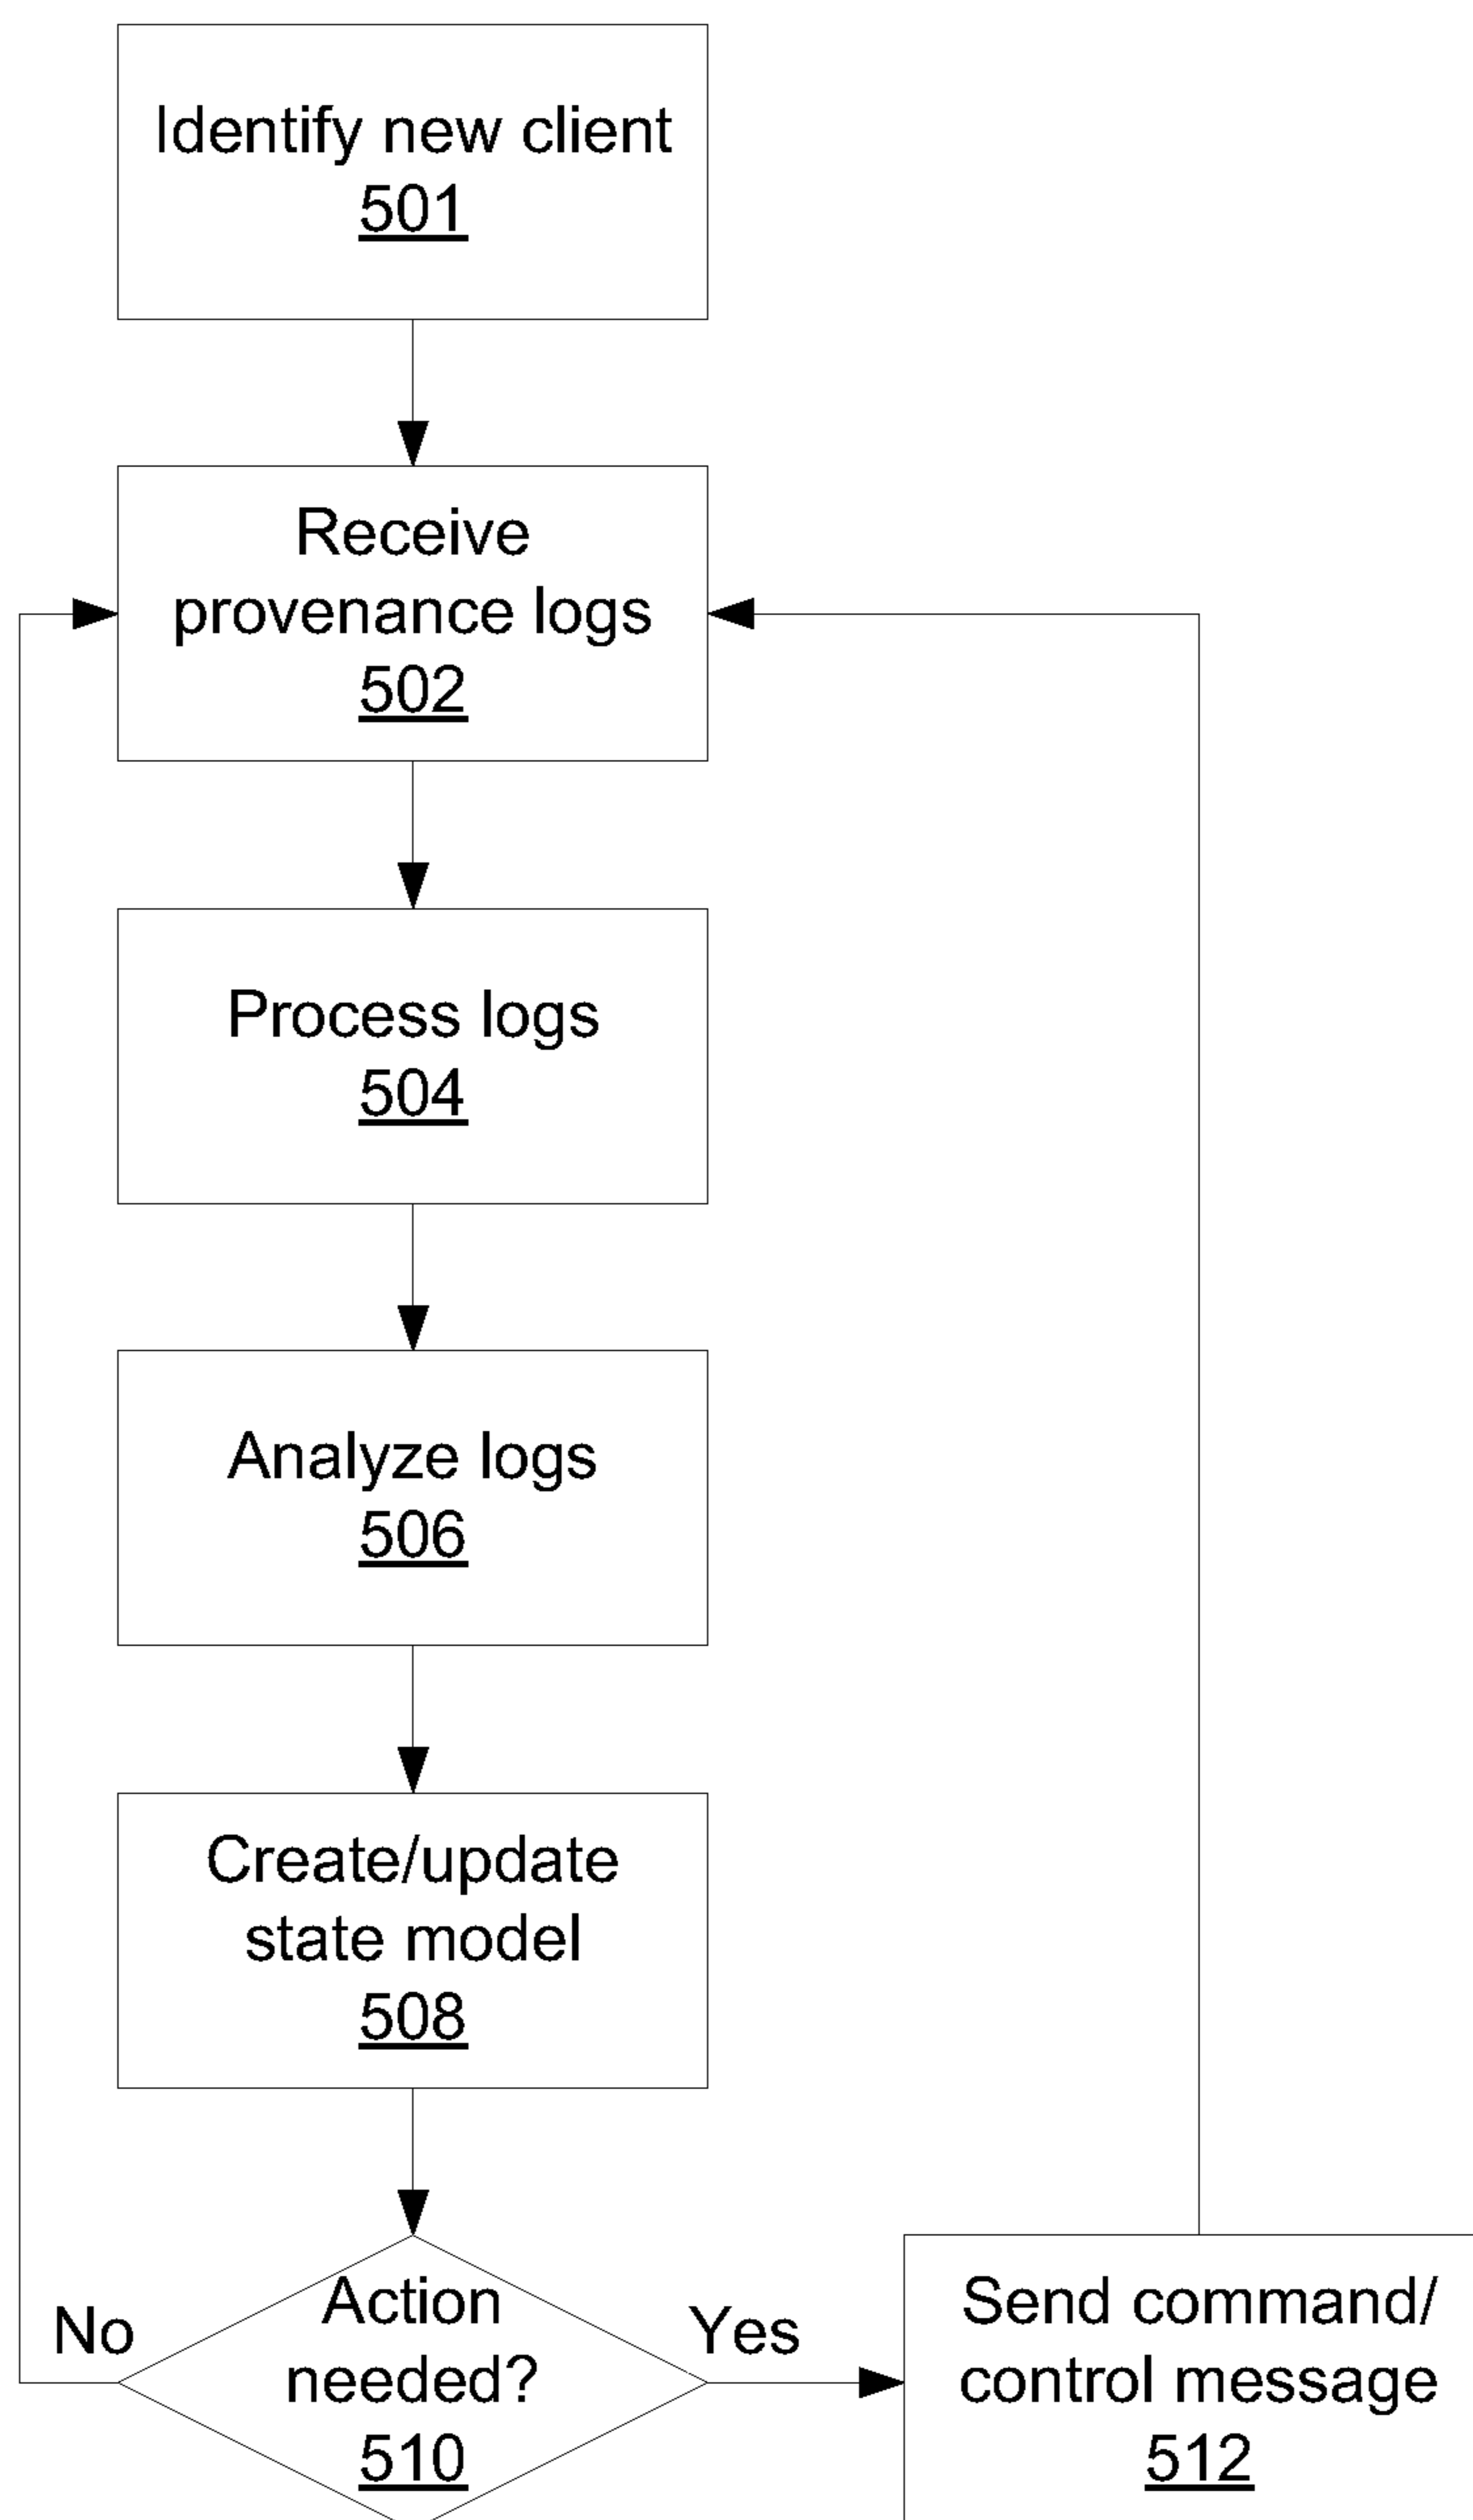 Identify new client
501
Receive
provenance logs
502
Process logs
504
Analyze logs
506
Create/update
state model
508
Action
needed?
510
No
Yes
Send command/
control message
512